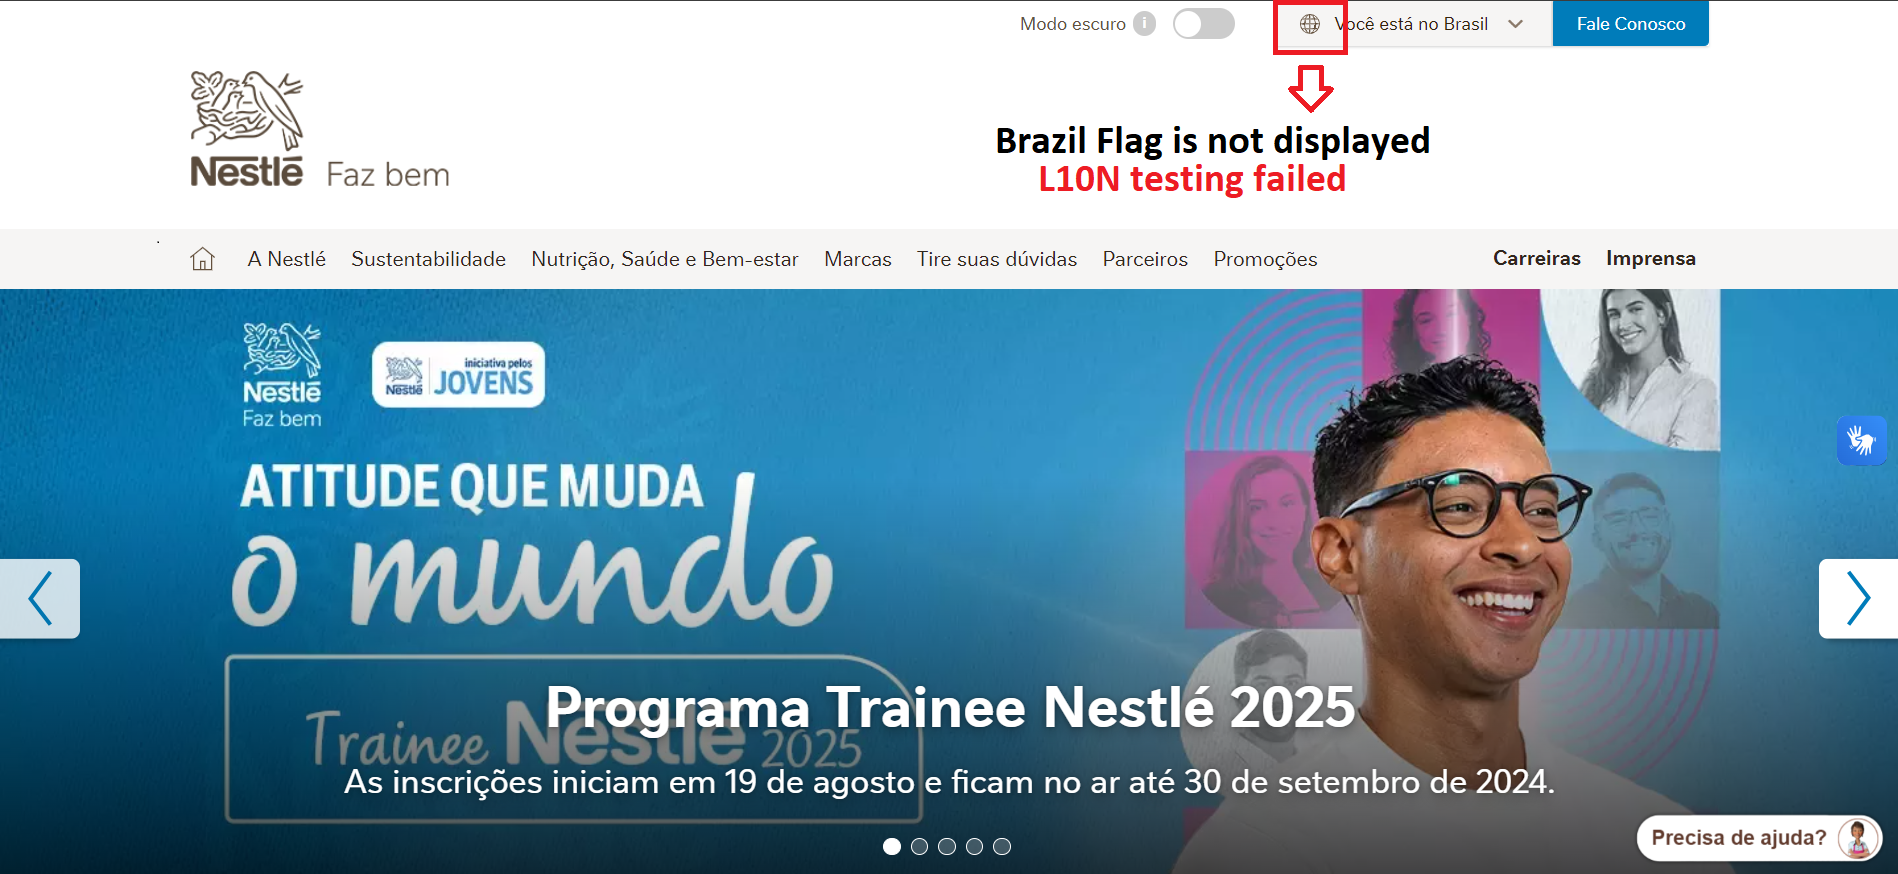 Modo escuro i Você está no Brasil Fale Conosco
Brazil Flag is not displayed
L10N testing failed
Nestlé Faz bem
A Nestlé Sustentabilidade Nutrição, Saúde e Bem-estar Marcas Tire suas dúvidas Parceiros Promoções Carreiras Imprensa
Nestlé
Faz bem
Nestlé
iniciativa pelos
JOVENS
ATITUDE QUE MUDA
o mundo
Trainee Nestlé 2025
Programa Trainee Nestlé 2025
As inscrições iniciam em 19 de agosto e ficam no ar até 30 de setembro de 2024.
Precisa de ajuda?